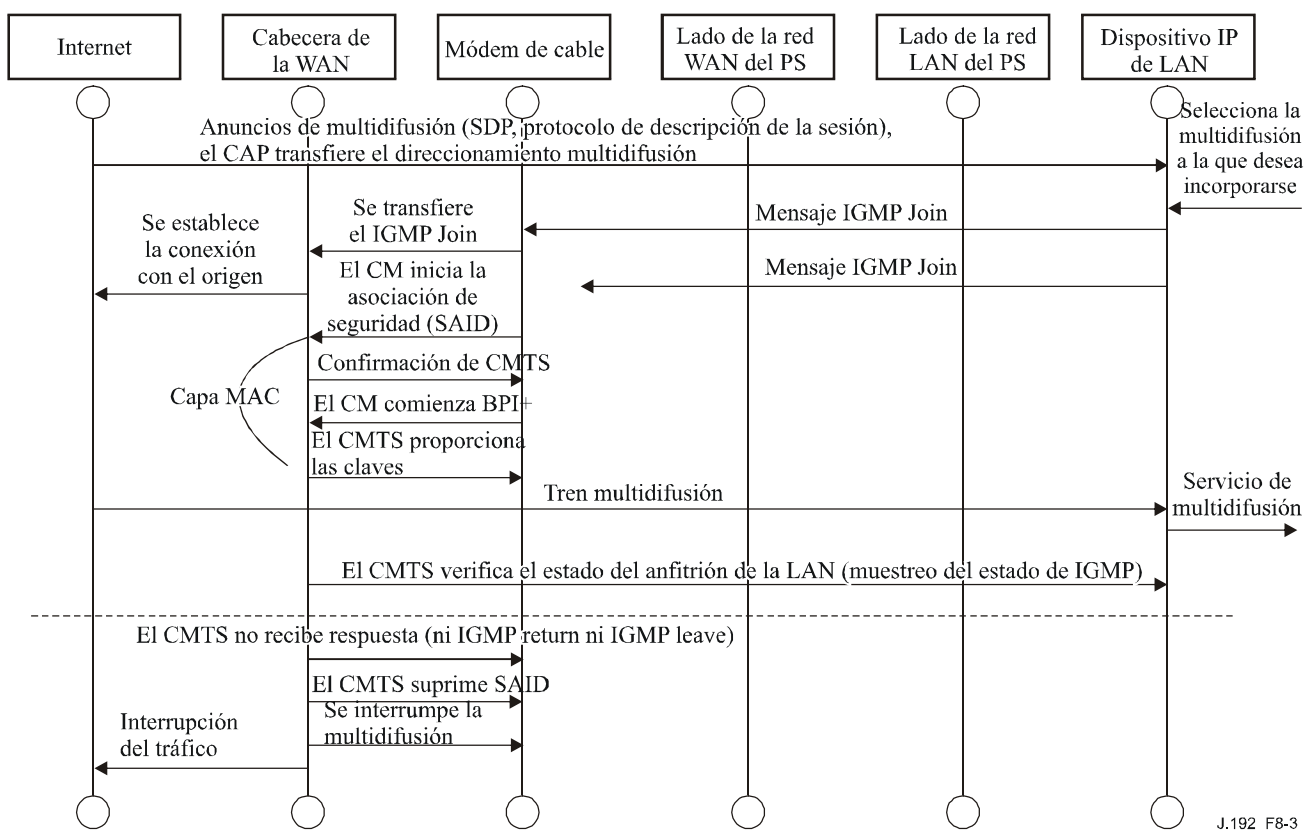 Internet
Cabecera de
la WAN
Módem de cable
Lado de la red
WAN del PS
Lado de la red
LAN del PS
Dispositivo IP
de LAN
Anuncios de multidifusión (SDP, protocolo de descripción de la sesión),
el CAP transfiere el direccionamiento multidifusión
Selecciona la
multidifusión
a la que desea
incorporarse
Mensaje IGMP Join
Se transfiere
el IGMP Join
Se establece
la conexión
con el origen
Mensaje IGMP Join
El CM inicia la
asociación de
seguridad (SAID)
Confirmación de CMTS
Capa MAC
El CM comienza BPI+
El CMTS proporciona
las claves
Tren multidifusión
Servicio de
multidifusión
El CMTS verifica el estado del anfitrión de la LAN (muestreo del estado de IGMP)
El CMTS no recibe respuesta (ni IGMP return ni IGMP leave)
El CMTS suprime SAID
Se interrumpe la
multidifusión
Interrupción
del tráfico
J.192_F8-3